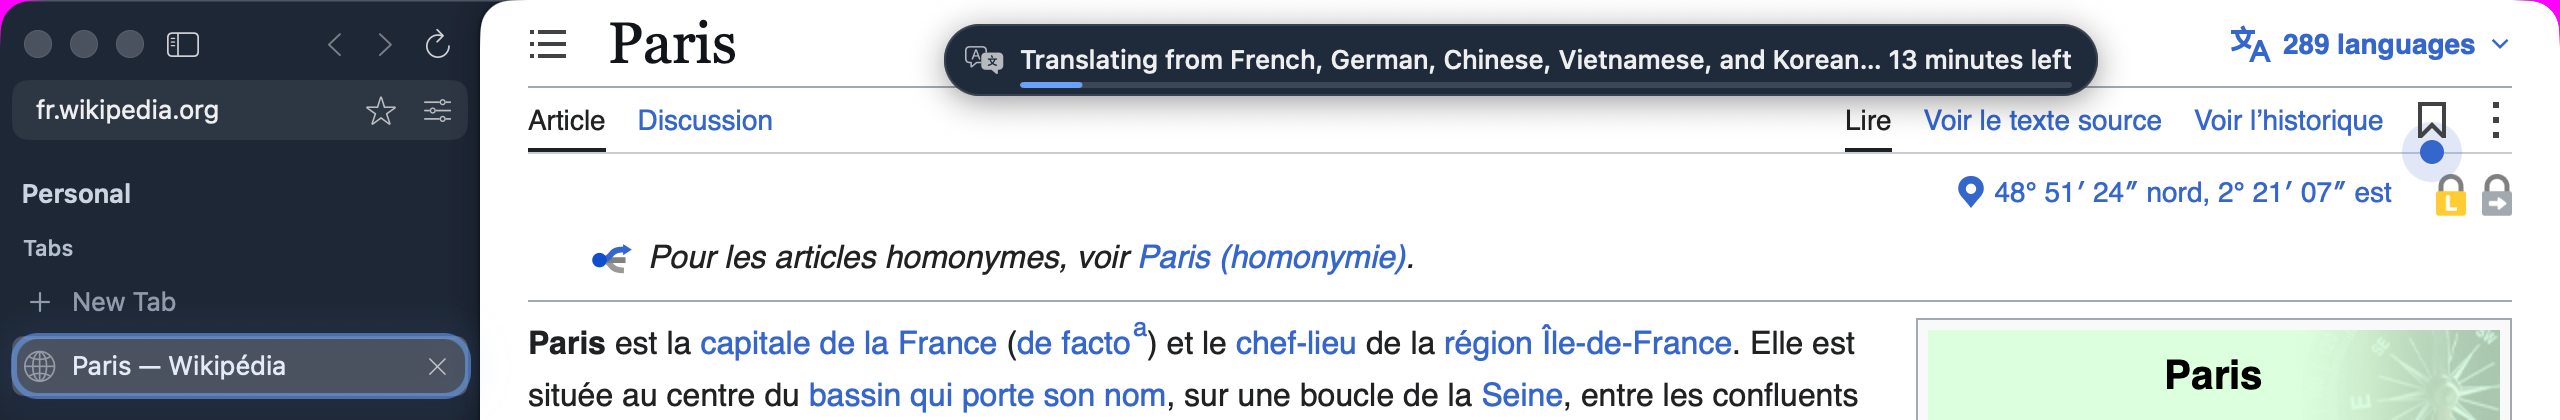 Paris
Translating from French, German, Chinese, Vietnamese, and Korean... 13 minutes left
文A 289 languages
fr.wikipedia.org
Article Discussion
Lire Voir le texte source Voir l’historique
Personal
48° 51′ 24″ nord, 2° 21′ 07″ est
L
Tabs
Pour les articles homonymes, voir Paris (homonymie).
New Tab
Paris — Wikipédia
Paris est la capitale de la France (de facto a) et le chef-lieu de la région Île-de-France. Elle est
située au centre du bassin qui porte son nom, sur une boucle de la Seine, entre les confluents
Paris
SE
SW
E